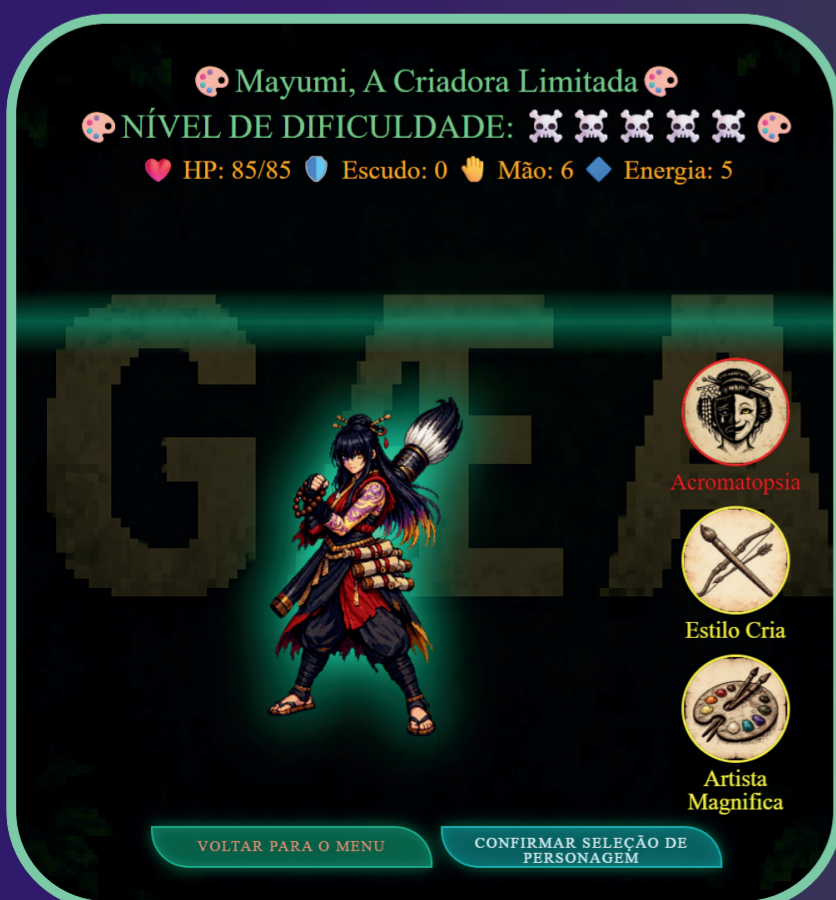 Mayumi, A Criadora Limitada
NÍVEL DE DIFICULDADE:
HP: 85/85 Escudo: 0 Mão: 6 Energia: 5
GÆA
Acromatopsia
Estilo Cria
Artista
Magnifica
VOLTAR PARA O MENU
CONFIRMAR SELEÇÃO DE
PERSONAGEM